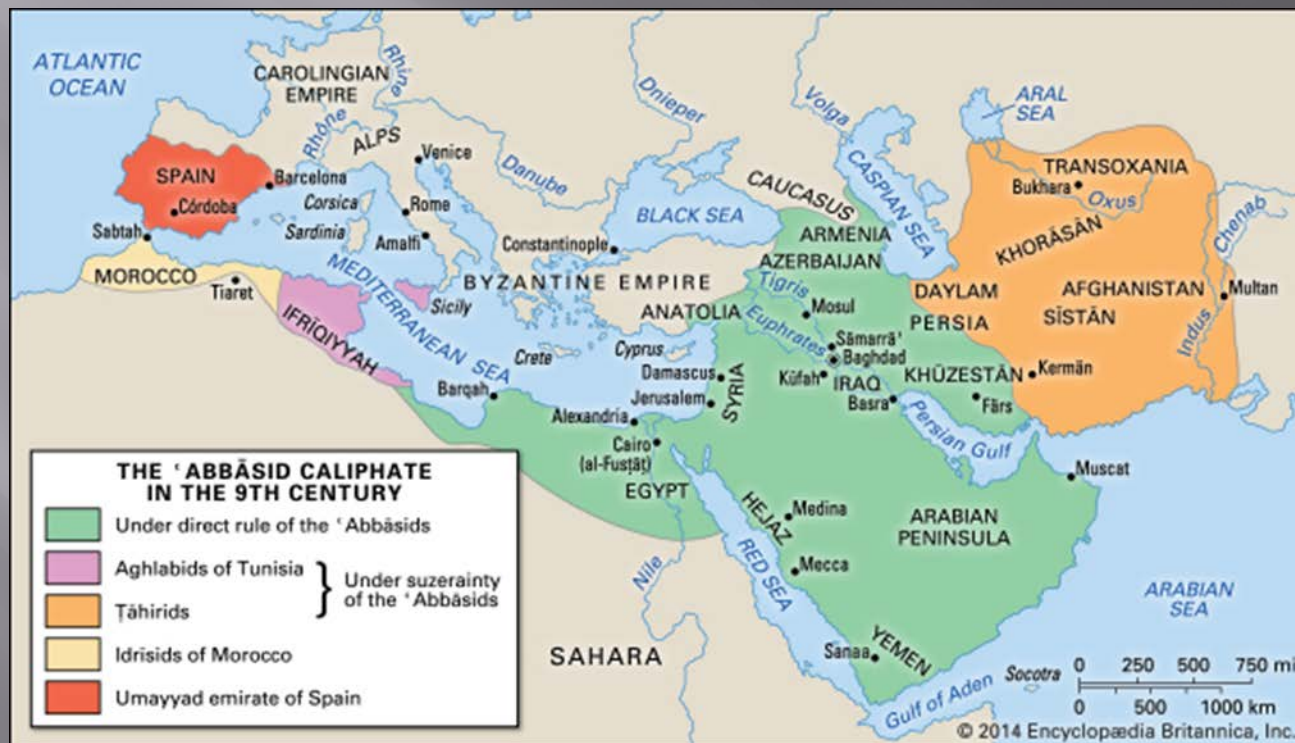 ATLANTIC
OCEAN
CAROLINGIAN
EMPIRE
Rhine
Rhône
ALPS
Venice
Danube
Dnieper
Volga
ARAL
SEA
CASPIAN SEA
CAUCASUS
TRANSOXANIA
Bukhara
Oxus
Chenab
SPAIN
Barcelona
Córdoba
Corsica
Rome
Sardinia
Amalfi
BLACK SEA
Constantinople
ARMENIA
KHORĀSĀN
Sabtah
MOROCCO
Tiaret
MEDITERRANEAN SEA
Sicily
BYZANTINE EMPIRE
ANATOLIA
AZERBAIJAN
Tigris
Mosul
DAYLAM
AFGHANISTAN
Multan
IFRĪQIYYAH
Crete
Cyprus
Euphrates
Sāmarrāʾ
Baghdad
PERSIA
SĪSTĀN
Indus
Barqah
Damascus
SYRIA
Kūfah
IRAQ
KHŪZESTĀN
Kermān
Jerusalem
Basra
Fārs
Alexandria
Cairo
(al-Fusṭāṭ)
EGYPT
Persian Gulf
Muscat
HEJAZ
Medina
ARABIAN
PENINSULA
Nile
RED SEA
Mecca
ARABIAN
SEA
SAHARA
Sanaa
YEMEN
Gulf of Aden
Socotra
THE ʿABBĀSID CALIPHATE
IN THE 9TH CENTURY
Under direct rule of the ʿAbbāsids
Aghlabids of Tunisia
Ṭāhirids
} Under suzerainty
of the ʿAbbāsids
Idrisids of Morocco
Umayyad emirate of Spain
0 250 500 750 mi
0 500 1000 km
© 2014 Encyclopædia Britannica, Inc.